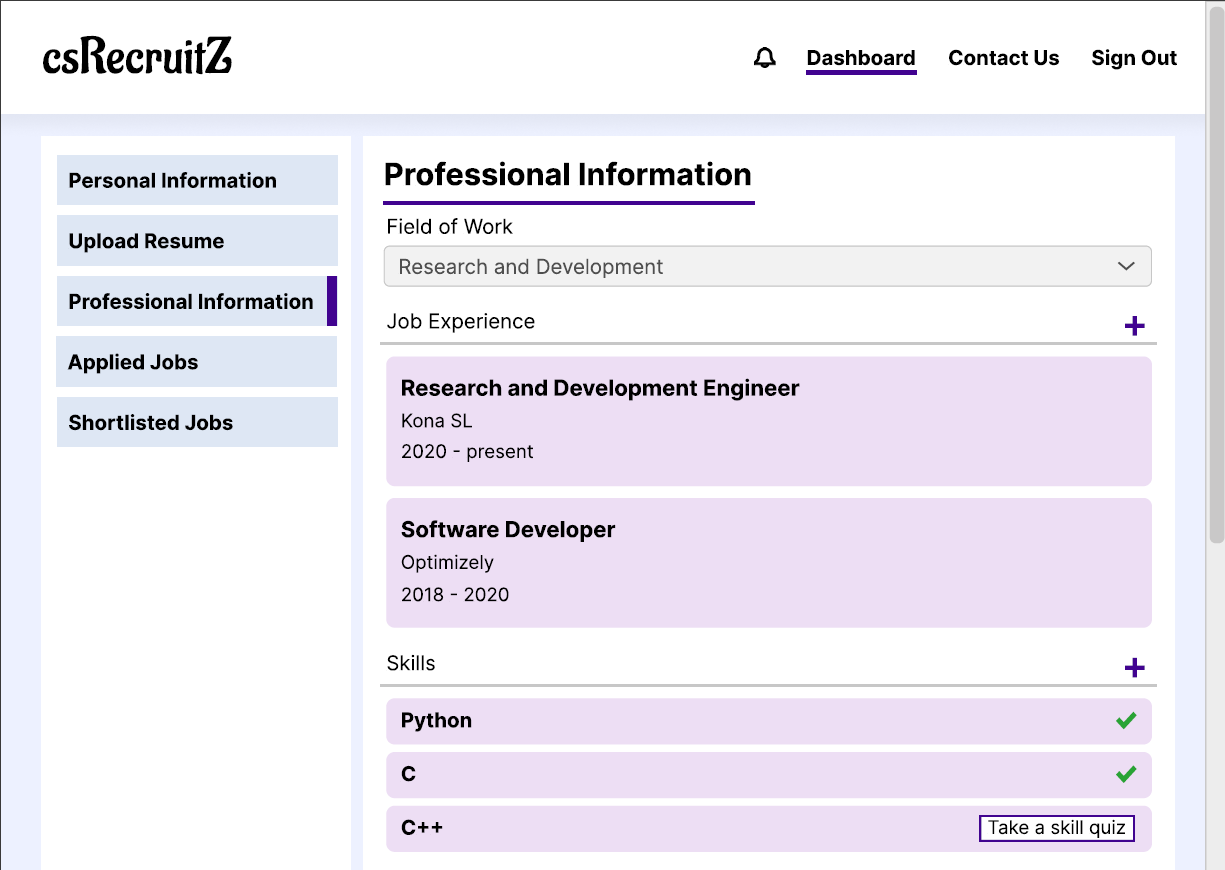 csRecruitZ
Dashboard
Contact Us
Sign Out
Personal Information
Upload Resume
Professional Information
Applied Jobs
Shortlisted Jobs
Professional Information
Field of Work
Research and Development
Job Experience
+
Research and Development Engineer
Kona SL
2020 - present
Software Developer
Optimizely
2018 - 2020
Skills
+
Python
C
C++
Take a skill quiz